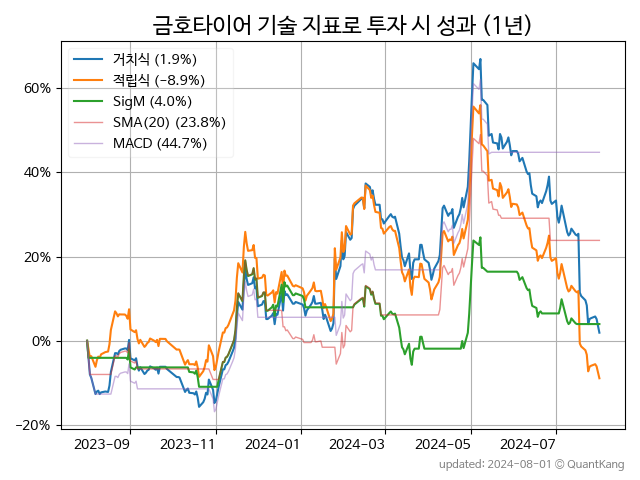 금호타이어 기술 지표로 투자 시 성과 (1년)
거치식 (1.9%)
적립식 (-8.9%)
SigM (4.0%)
SMA(20) (23.8%)
MACD (44.7%)
60%
40%
20%
0%
-20%
2023-09 2023-11 2024-01 2024-03 2024-05 2024-07
updated: 2024-08-01 © QuantKang